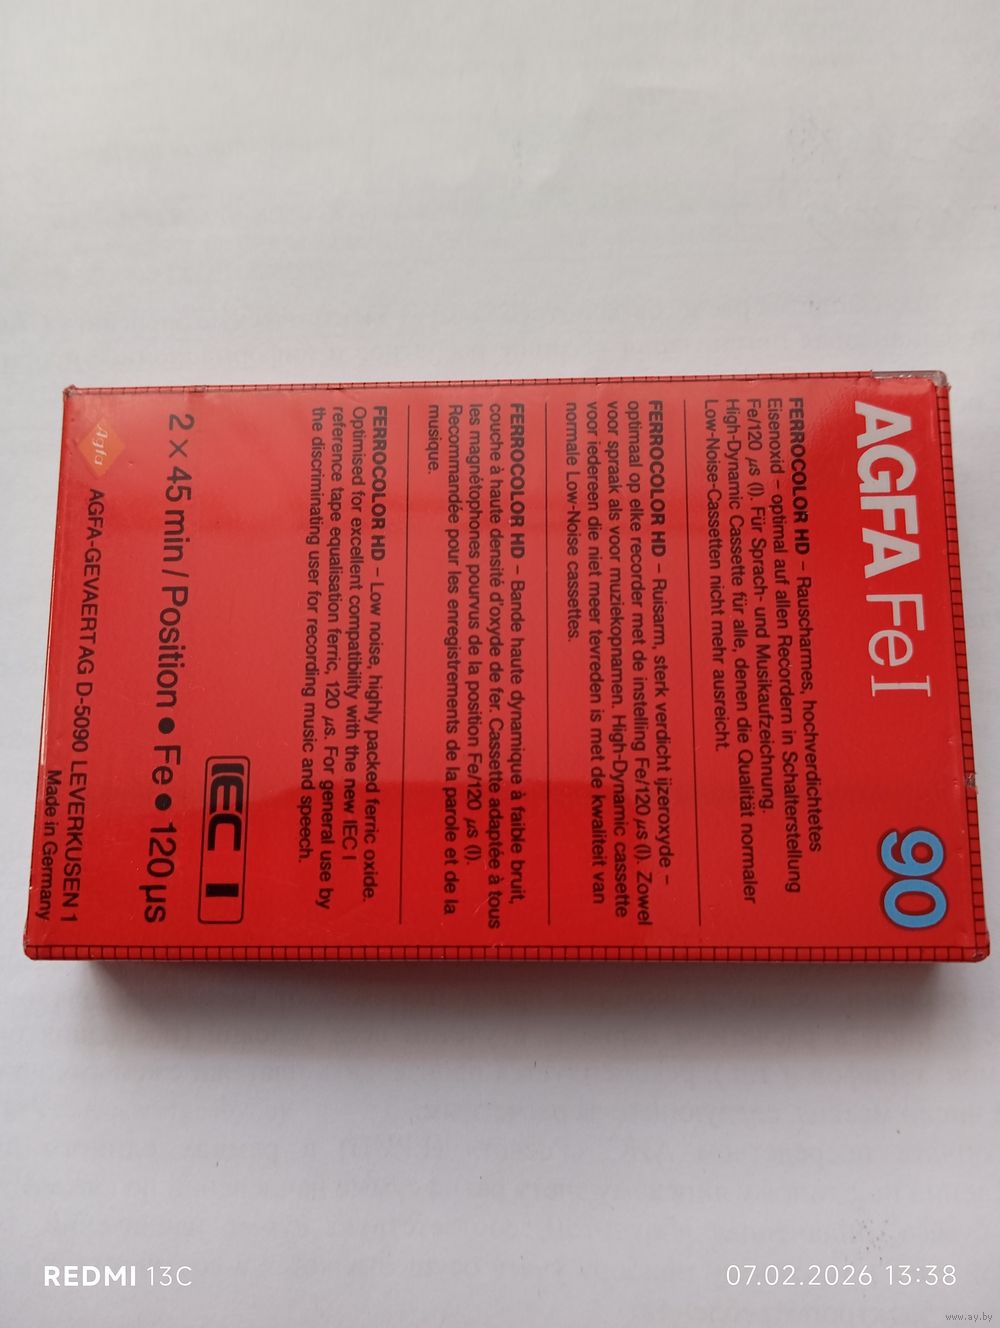 AGFA Fe I 90
FERROCOLOR HD – Rauscharmes, hochverdichtetes
Eisenoxid – optimal auf allen Recordern in Schalterstellung
Fe/120 µs (I). Für Sprach- und Musikaufzeichnung.
High-Dynamic Cassette für alle, denen die Qualität normaler
Low-Noise-Cassetten nicht mehr ausreicht.
FERROCOLOR HD – Ruisarm, sterk verdicht ijzeroxyde –
optimaal op elke recorder met de instelling Fe/120 µs (I). Zowel
voor spraak als voor muziekopnamen. High-Dynamic cassette
voor iedereen die niet meer tevreden is met de kwaliteit van
normale Low-Noise cassettes.
FERROCOLOR HD – Bande haute dynamique à faible bruit,
couche à haute densité d'oxyde de fer. Cassette adaptée à tous
les magnétophones pourvus de la position Fe/120 µs (I).
Recommandée pour les enregistrements de la parole et de la
musique.
FERROCOLOR HD – Low noise, highly packed ferric oxide.
Optimised for excellent compatibility with the new IEC I
reference tape equalisation ferric, 120 µs. For general use by
the discriminating user for recording music and speech.
IEC I
2 × 45 min / Position ● Fe ● 120 µs
Agfa AGFA-GEVAERT AG D-5090 LEVERKUSEN 1
Made in Germany
REDMI 13C
07.02.2026 13:38
www.ay.by